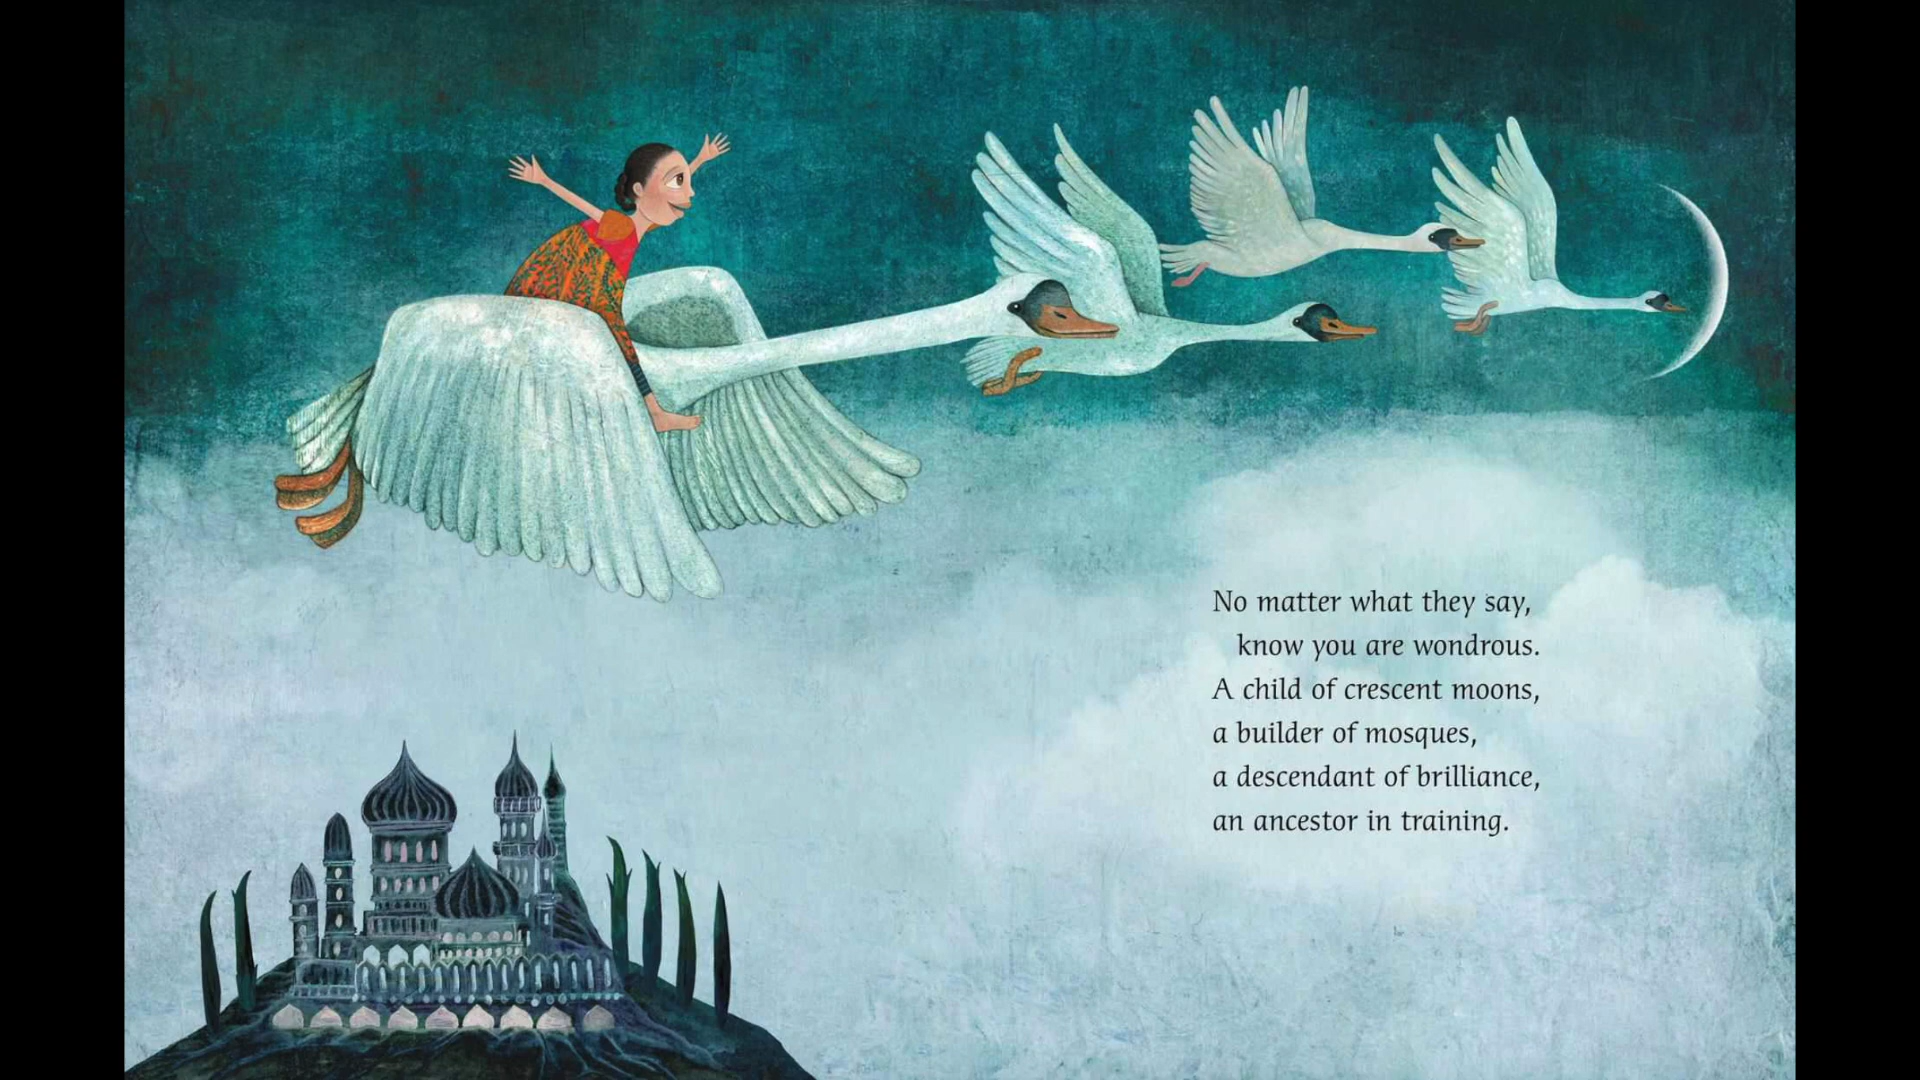 No matter what they say,
know you are wondrous.
A child of crescent moons,
a builder of mosques,
a descendant of brilliance,
an ancestor in training.